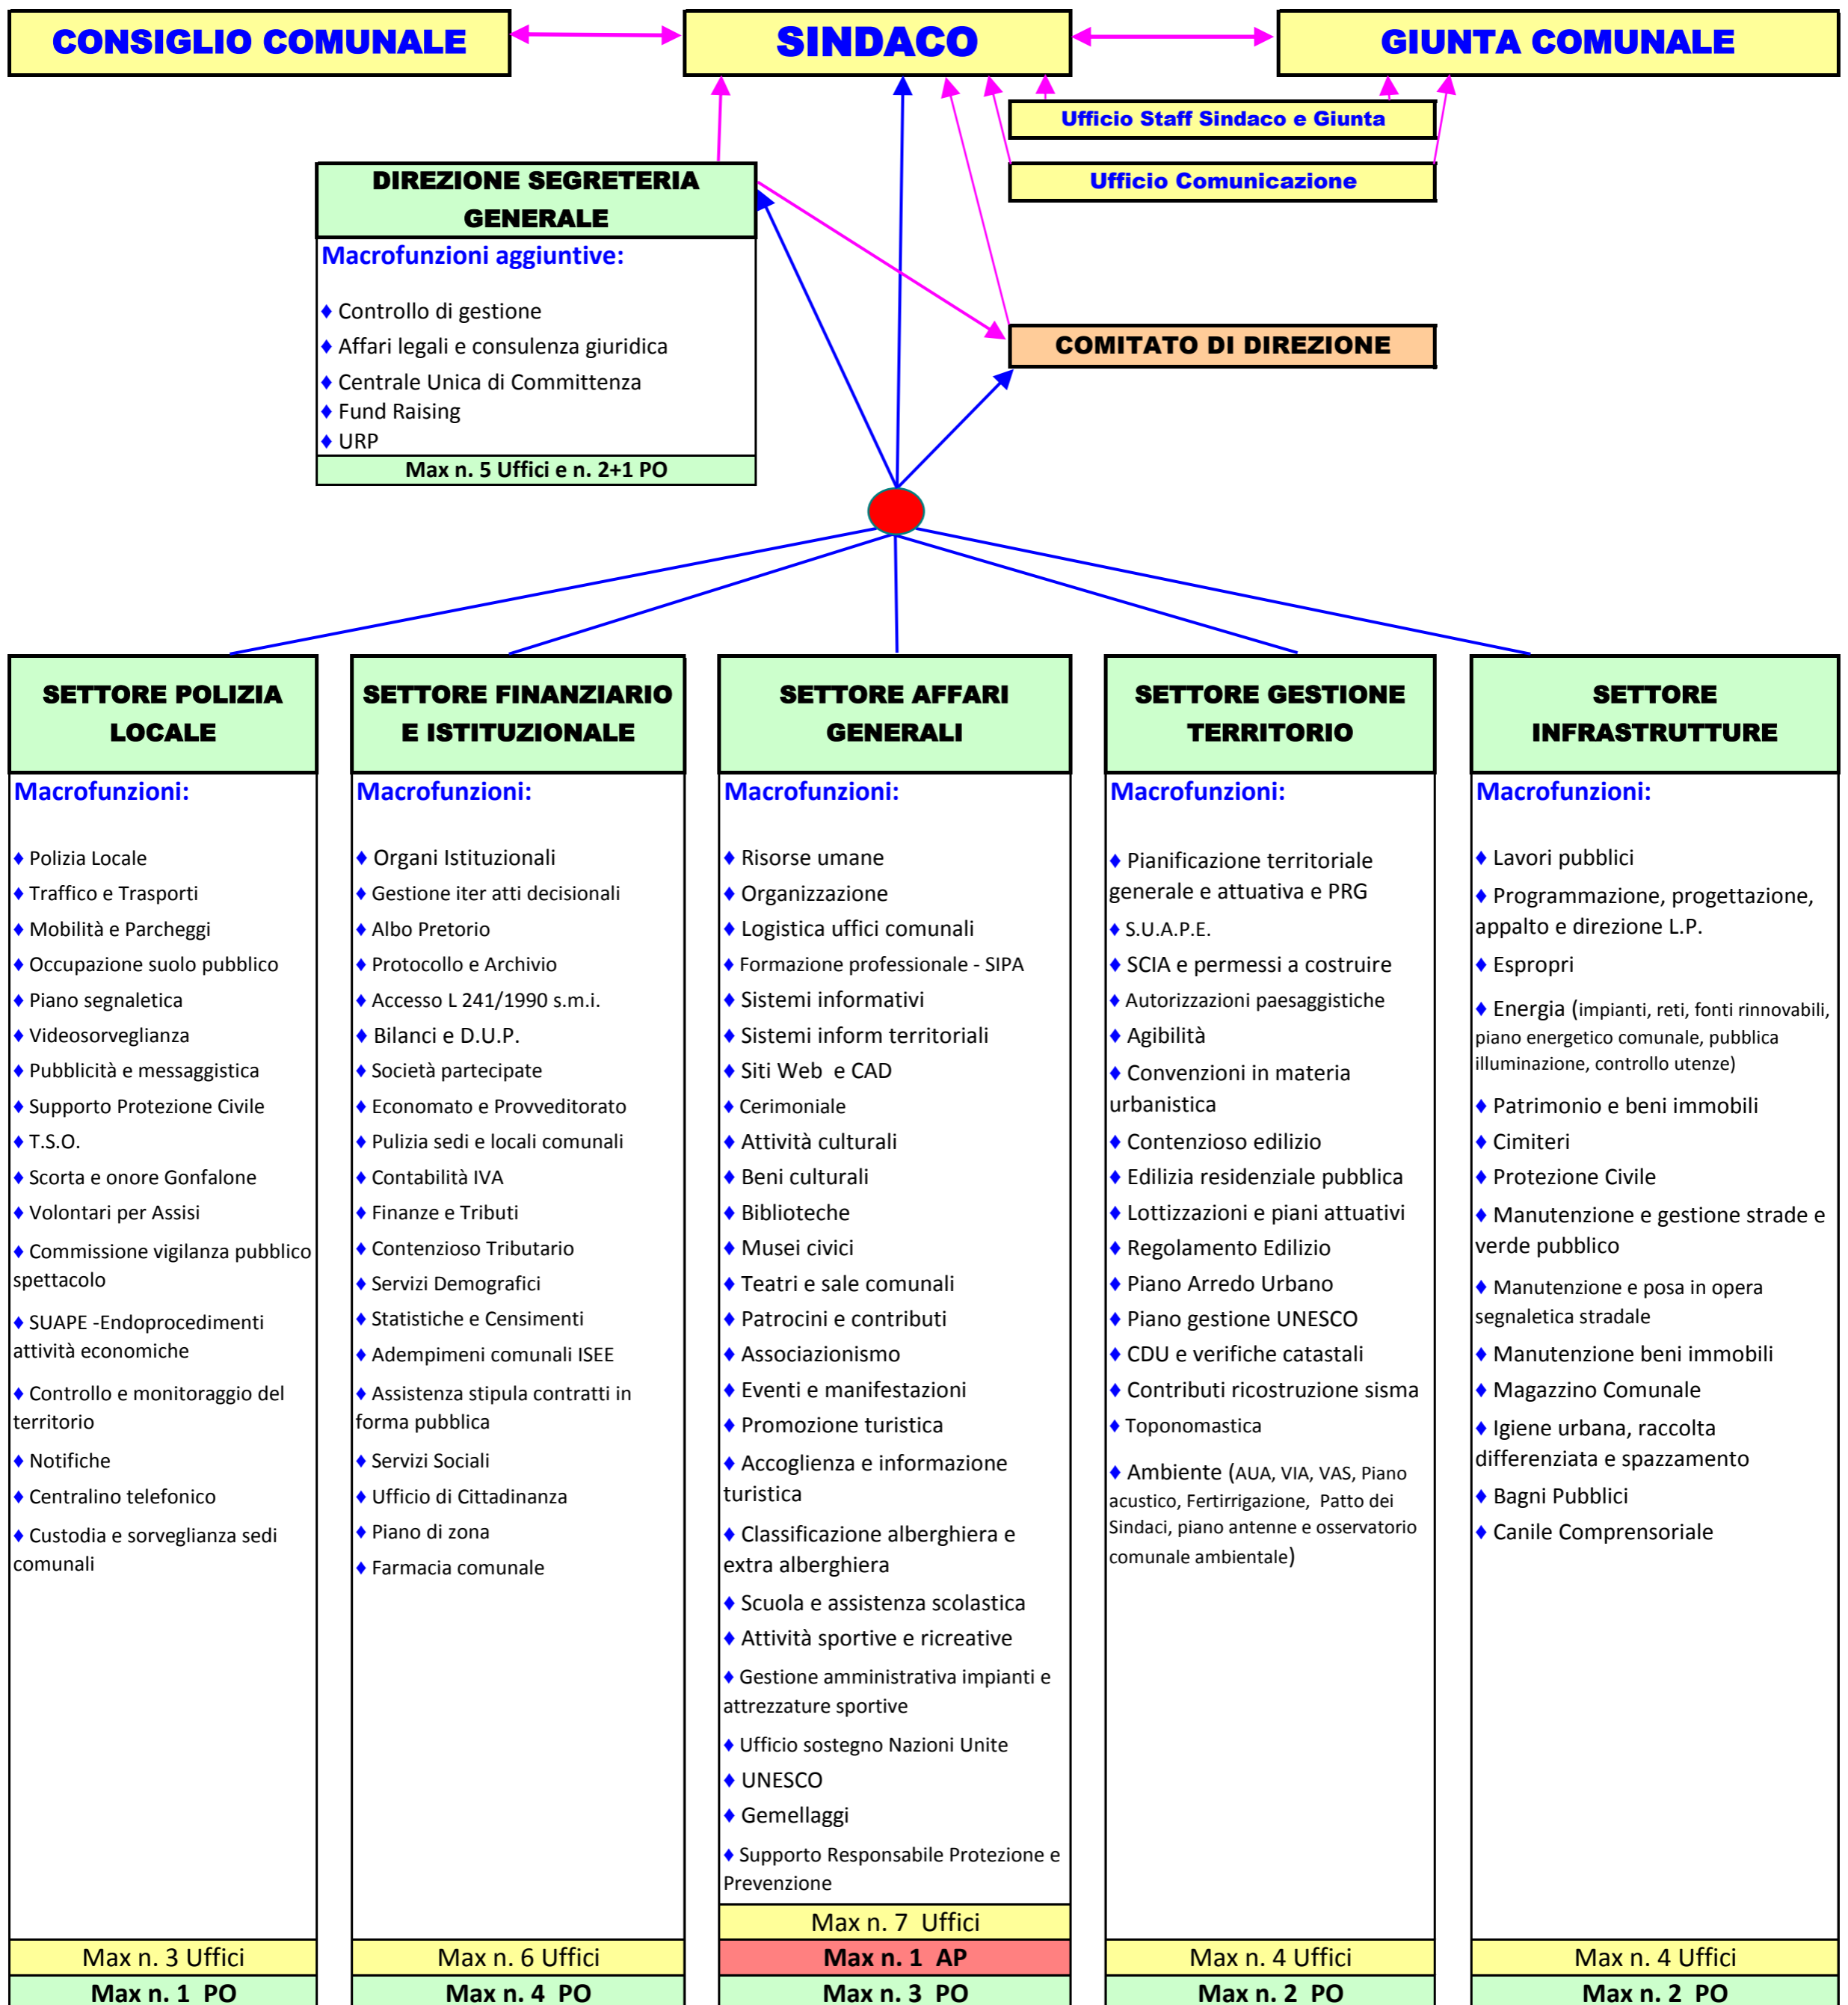 CONSIGLIO COMUNALE
SINDACO
GIUNTA COMUNALE
Ufficio Staff Sindaco e Giunta
Ufficio Comunicazione
DIREZIONE SEGRETERIA
GENERALE
Macrofunzioni aggiuntive:
♦ Controllo di gestione
♦ Affari legali e consulenza giuridica
♦ Centrale Unica di Committenza
♦ Fund Raising
♦ URP
Max n. 5 Uffici e n. 2+1 PO
COMITATO DI DIREZIONE
SETTORE POLIZIA
LOCALE
Macrofunzioni:
♦ Polizia Locale
♦ Traffico e Trasporti
♦ Mobilità e Parcheggi
♦ Occupazione suolo pubblico
♦ Piano segnaletica
♦ Videosorveglianza
♦ Pubblicità e messaggistica
♦ Supporto Protezione Civile
♦ T.S.O.
♦ Scorta e onore Gonfalone
♦ Volontari per Assisi
♦ Commissione vigilanza pubblico
spettacolo
♦ SUAPE -Endoprocedimenti
attività economiche
♦ Controllo e monitoraggio del
territorio
♦ Notifiche
♦ Centralino telefonico
♦ Custodia e sorveglianza sedi
comunali
Max n. 3 Uffici
Max n. 1 PO
SETTORE FINANZIARIO
E ISTITUZIONALE
Macrofunzioni:
♦ Organi Istituzionali
♦ Gestione iter atti decisionali
♦ Albo Pretorio
♦ Protocollo e Archivio
♦ Accesso L 241/1990 s.m.i.
♦ Bilanci e D.U.P.
♦ Società partecipate
♦ Economato e Provveditorato
♦ Pulizia sedi e locali comunali
♦ Contabilità IVA
♦ Finanze e Tributi
♦ Contenzioso Tributario
♦ Servizi Demografici
♦ Statistiche e Censimenti
♦ Adempimeni comunali ISEE
♦ Assistenza stipula contratti in
forma pubblica
♦ Servizi Sociali
♦ Ufficio di Cittadinanza
♦ Piano di zona
♦ Farmacia comunale
Max n. 6 Uffici
Max n. 4 PO
SETTORE AFFARI
GENERALI
Macrofunzioni:
♦ Risorse umane
♦ Organizzazione
♦ Logistica uffici comunali
♦ Formazione professionale - SIPA
♦ Sistemi informativi
♦ Sistemi inform territoriali
♦ Siti Web e CAD
♦ Cerimoniale
♦ Attività culturali
♦ Beni culturali
♦ Biblioteche
♦ Musei civici
♦ Teatri e sale comunali
♦ Patrocini e contributi
♦ Associazionismo
♦ Eventi e manifestazioni
♦ Promozione turistica
♦ Accoglienza e informazione
turistica
♦ Classificazione alberghiera e
extra alberghiera
♦ Scuola e assistenza scolastica
♦ Attività sportive e ricreative
♦ Gestione amministrativa impianti e
attrezzature sportive
♦ Ufficio sostegno Nazioni Unite
♦ UNESCO
♦ Gemellaggi
♦ Supporto Responsabile Protezione e
Prevenzione
Max n. 7 Uffici
Max n. 1 AP
Max n. 3 PO
SETTORE GESTIONE
TERRITORIO
Macrofunzioni:
♦ Pianificazione territoriale
generale e attuativa e PRG
♦ S.U.A.P.E.
♦ SCIA e permessi a costruire
♦ Autorizzazioni paesaggistiche
♦ Agibilità
♦ Convenzioni in materia
urbanistica
♦ Contenzioso edilizio
♦ Edilizia residenziale pubblica
♦ Lottizzazioni e piani attuativi
♦ Regolamento Edilizio
♦ Piano Arredo Urbano
♦ Piano gestione UNESCO
♦ CDU e verifiche catastali
♦ Contributi ricostruzione sisma
♦ Toponomastica
♦ Ambiente (AUA, VIA, VAS, Piano
acustico, Fertirrigazione, Patto dei
Sindaci, piano antenne e osservatorio
comunale ambientale)
Max n. 4 Uffici
Max n. 2 PO
SETTORE
INFRASTRUTTURE
Macrofunzioni:
♦ Lavori pubblici
♦ Programmazione, progettazione,
appalto e direzione L.P.
♦ Espropri
♦ Energia (impianti, reti, fonti rinnovabili,
piano energetico comunale, pubblica
illuminazione, controllo utenze)
♦ Patrimonio e beni immobili
♦ Cimiteri
♦ Protezione Civile
♦ Manutenzione e gestione strade e
verde pubblico
♦ Manutenzione e posa in opera
segnaletica stradale
♦ Manutenzione beni immobili
♦ Magazzino Comunale
♦ Igiene urbana, raccolta
differenziata e spazzamento
♦ Bagni Pubblici
♦ Canile Comprensoriale
Max n. 4 Uffici
Max n. 2 PO